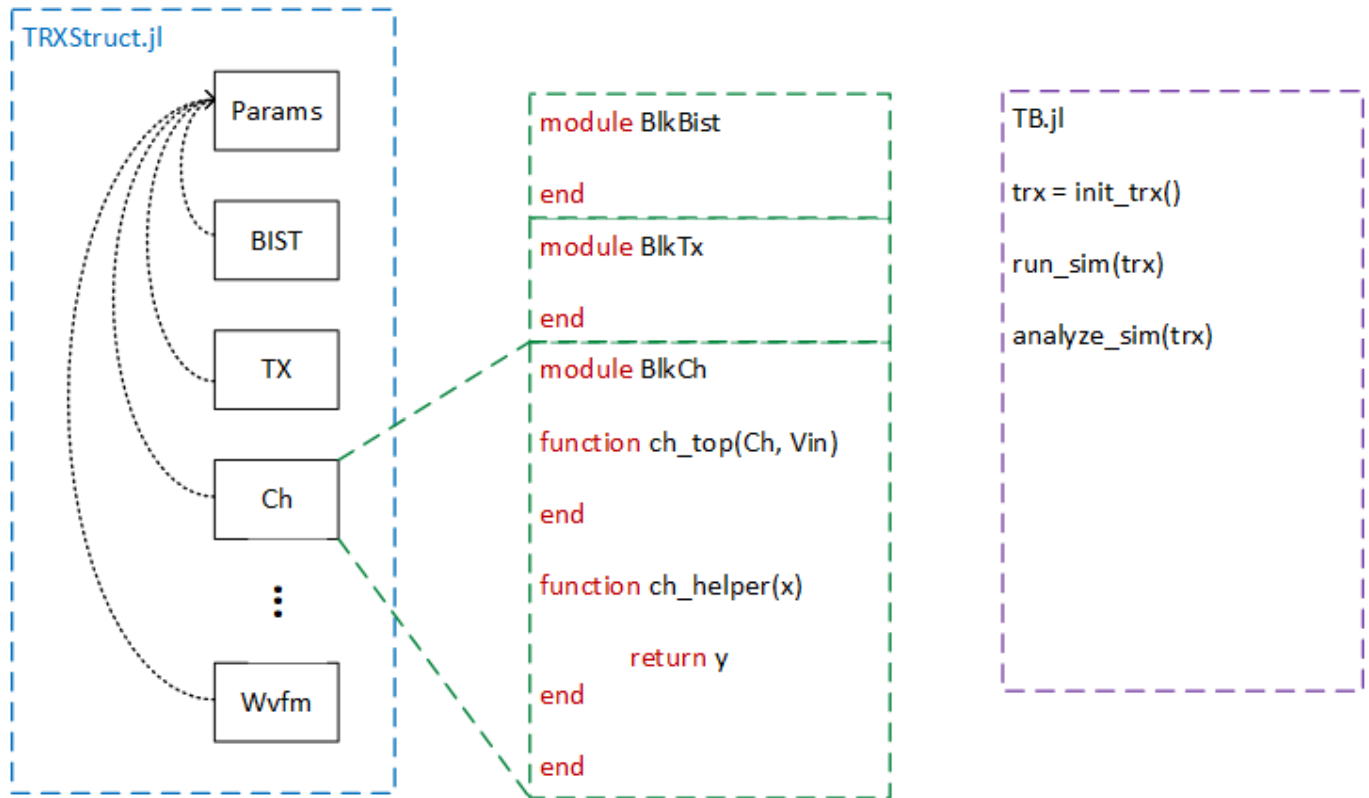 TRXStruct.jl
Params
BIST
TX
Ch
Wvfm
module BlkBist
end
module BlkTx
end
module BlkCh
function ch_top(Ch, Vin)
end
function ch_helper(x)
return y
end
end
TB.jl
trx = init_trx()
run_sim(trx)
analyze_sim(trx)